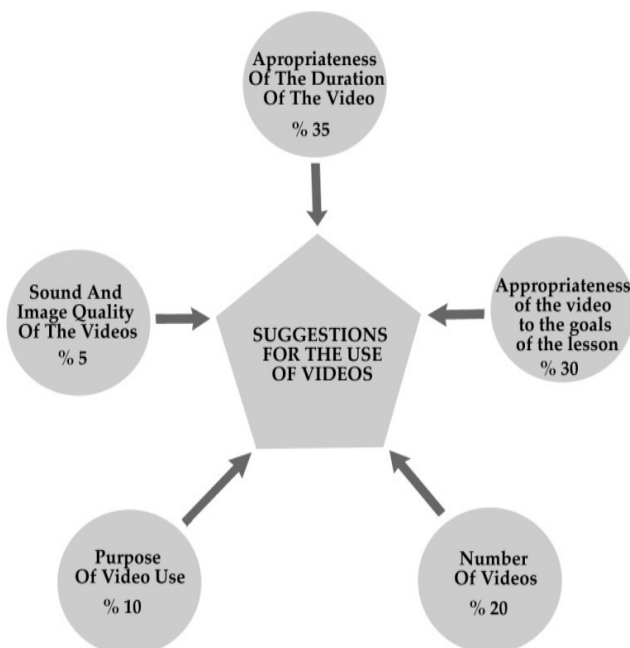 Apropriateness
Of The Duration
Of The Video
% 35
Sound And
Image Quality
Of The Videos
% 5
Appropriateness
of the video
to the goals
of the lesson
% 30
SUGGESTIONS
FOR THE USE
OF VIDEOS
Purpose
Of Video Use
% 10
Number
Of Videos
% 20